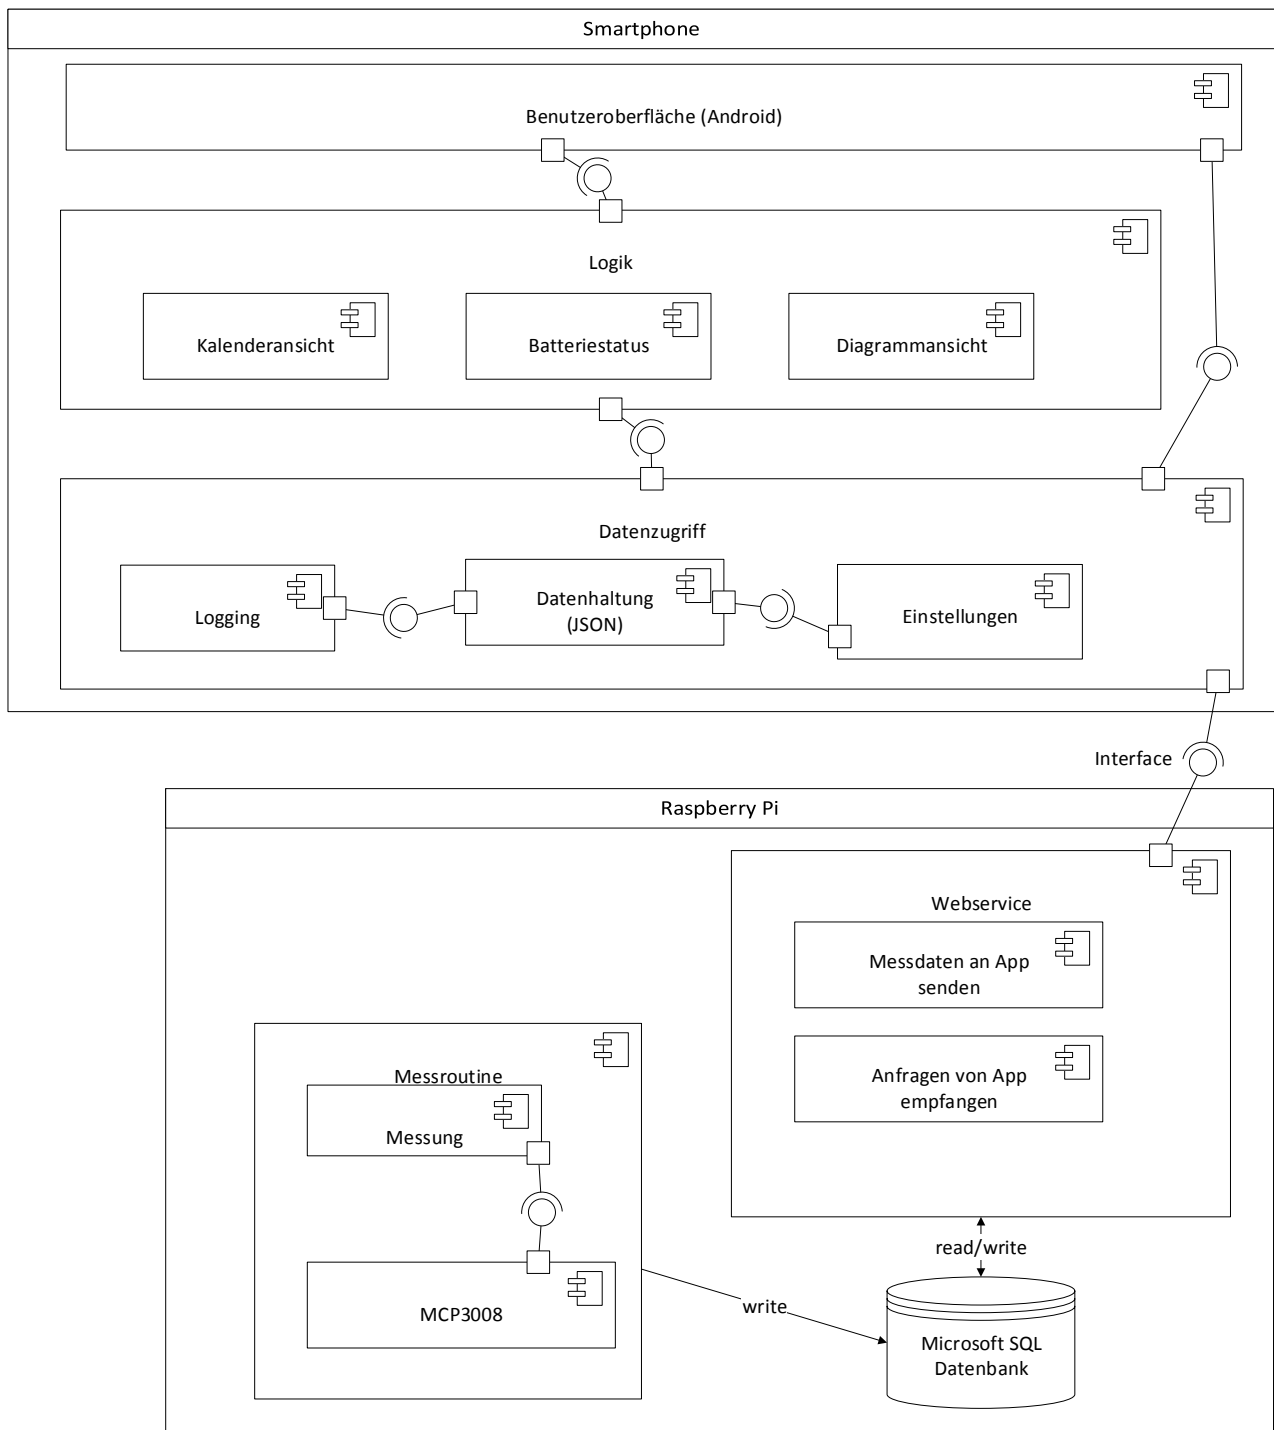 Smartphone
Benutzeroberfläche (Android)
Logik
Kalenderansicht
Batteriestatus
Diagrammansicht
Datenzugriff
Logging
Datenhaltung
(JSON)
Einstellungen
Interface
Raspberry Pi
Webservice
Messdaten an App
senden
Anfragen von App
empfangen
Messroutine
Messung
MCP3008
read/write
write
Microsoft SQL
Datenbank